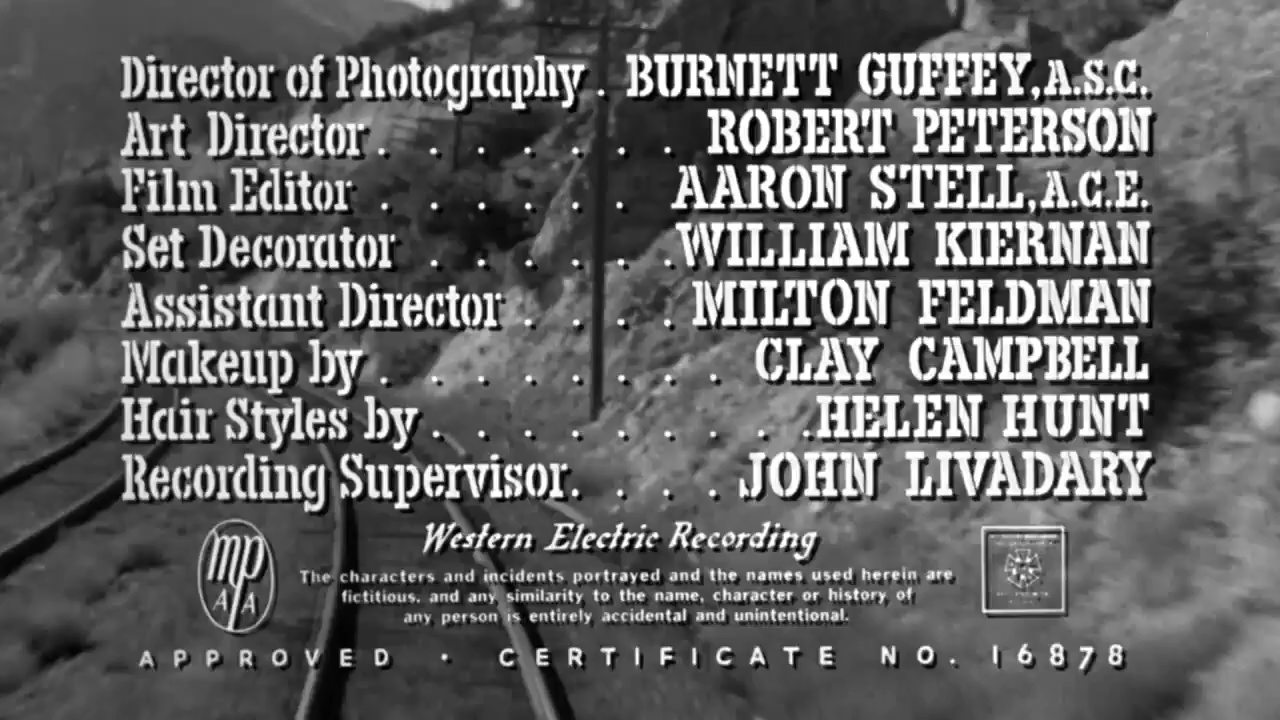 Director of Photography . BURNETT GUFFEY, A.S.C.
Art Director . . . . . . . ROBERT PETERSON
Film Editor . . . . . . AARON STELL, A.C.E.
Set Decorator . . . . . . WILLIAM KIERNAN
Assistant Director . . . . MILTON FELDMAN
Makeup by . . . . . . . . CLAY CAMPBELL
Hair Styles by . . . . . . . . . HELEN HUNT
Recording Supervisor . . . . JOHN LIVADARY
Western Electric Recording
MPAA
The characters and incidents portrayed and the names used herein are
fictitious, and any similarity to the name, character or history of
any person is entirely accidental and unintentional.
APPROVED · CERTIFICATE NO. 16878